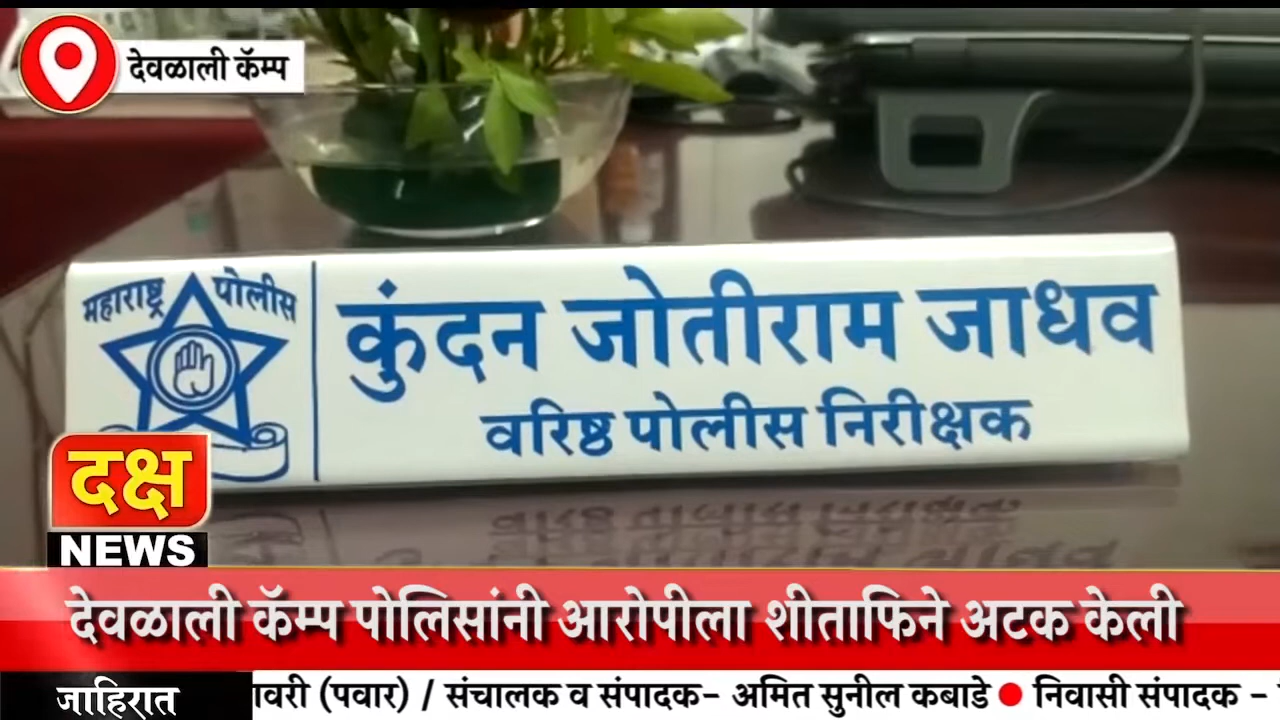 देवळाली कॅम्प
महाराष्ट्र पोलीस
कुंदन जोतीराम जाधव
वरिष्ठ पोलीस निरीक्षक
दक्ष
NEWS
देवळाली कॅम्प पोलिसांनी आरोपीला शीताफिने अटक केली
जाहिरात
(पवार) / संचालक व संपादक– अमित सुनील कबाडे ● निवासी संपादक –